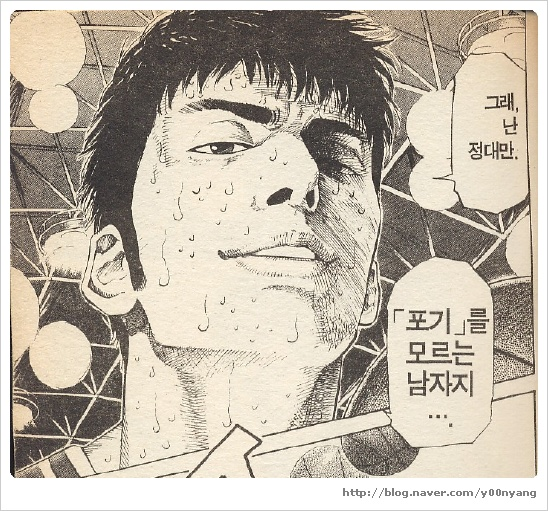 그래,
난
정대만.
「포기」를
모르는
남자지
….
http://blog.naver.com/y00nyang